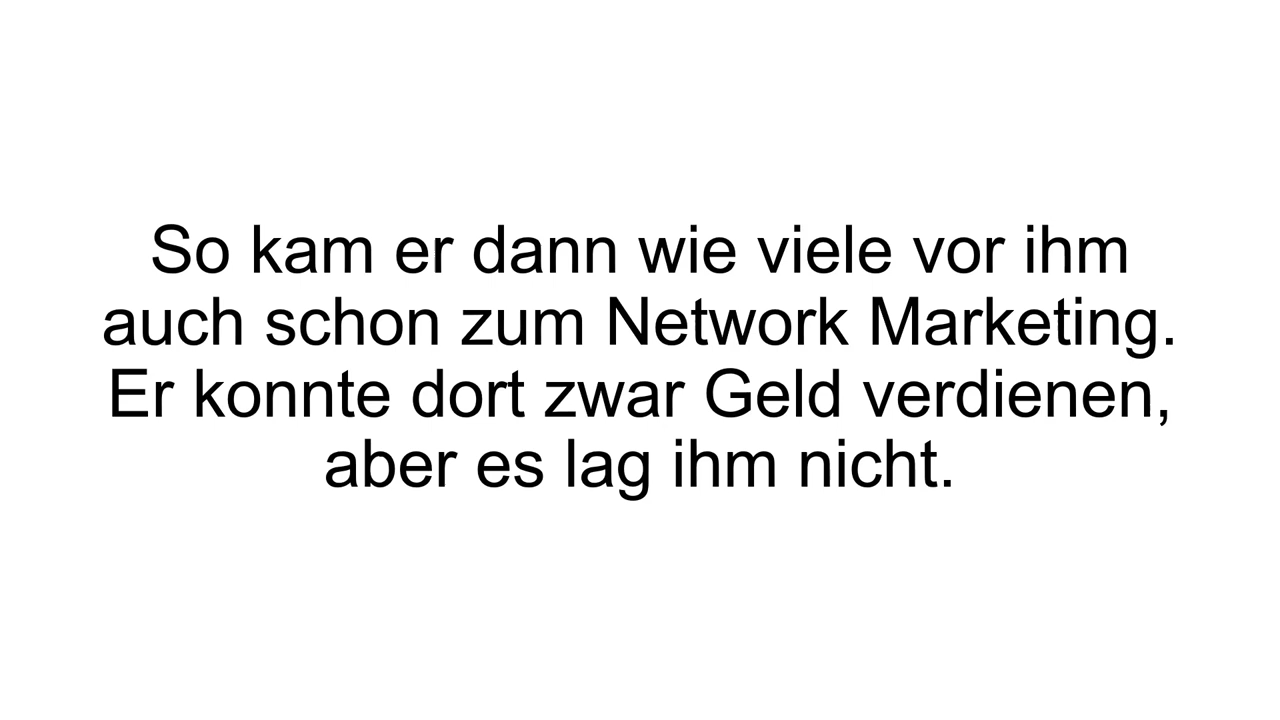 So kam er dann wie viele vor ihm
auch schon zum Network Marketing.
Er konnte dort zwar Geld verdienen,
aber es lag ihm nicht.